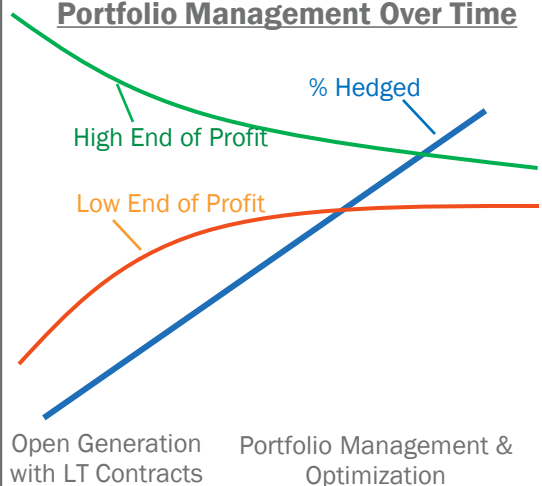 Portfolio Management Over Time
% Hedged
High End of Profit
Low End of Profit
Open Generation
with LT Contracts
Portfolio Management &
Optimization